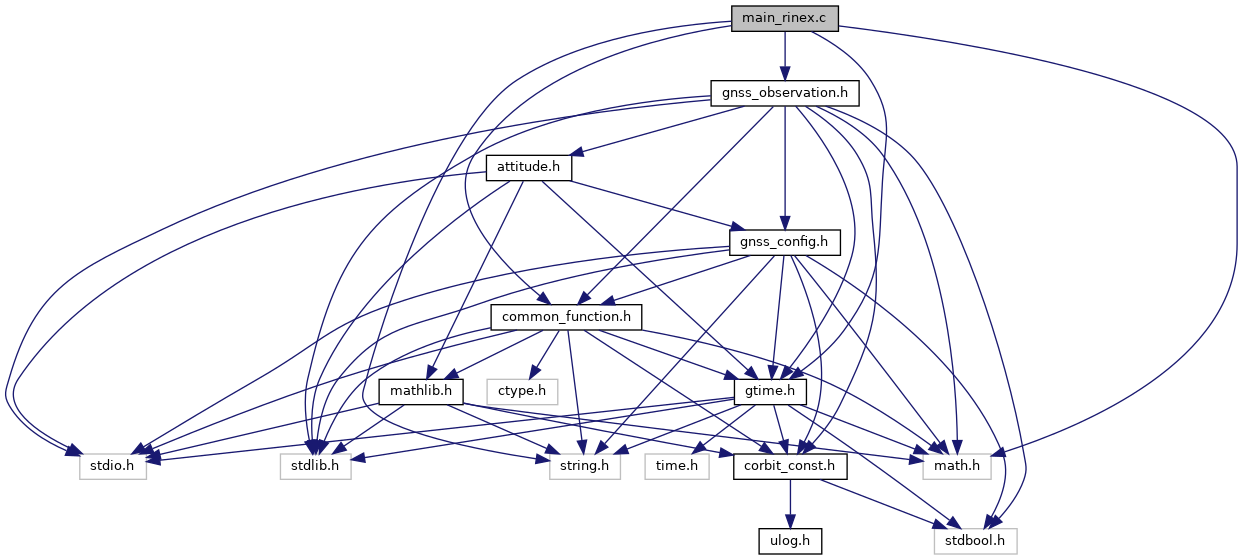 main_rinex.c
gnss_observation.h
attitude.h
gnss_config.h
common_function.h
mathlib.h
ctype.h
gtime.h
stdio.h
stdlib.h
string.h
time.h
corbit_const.h
math.h
ulog.h
stdbool.h